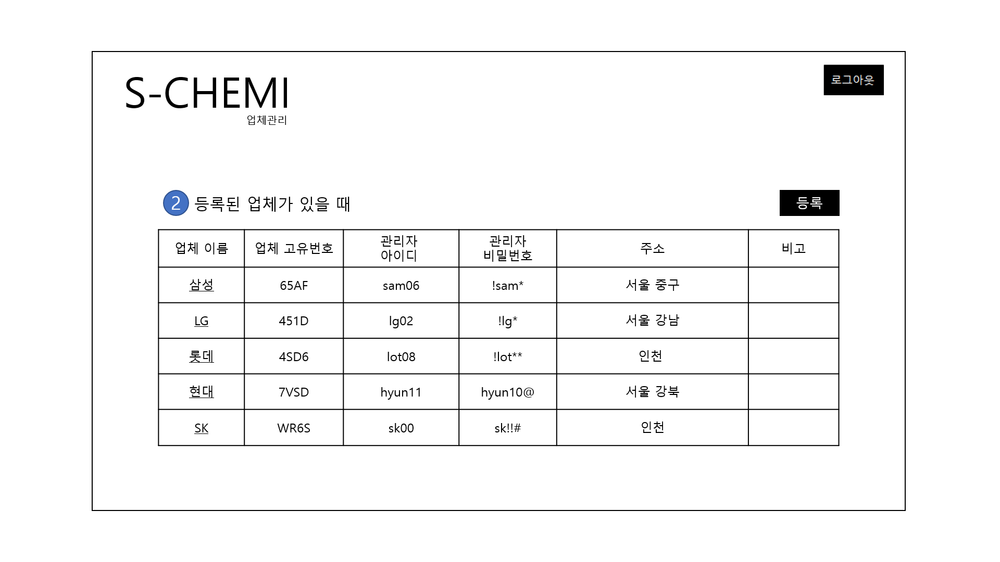 S-CHEMI
로그아웃
업체관리
2 등록된 업체가 있을 때
등록
업체 이름 업체 고유번호 관리자 아이디 관리자 비밀번호 주소 비고
삼성 65AF sam06 !sam* 서울 중구
LG 451D lg02 !lg* 서울 강남
롯데 4SD6 lot08 !lot** 인천
현대 7VSD hyun11 hyun10@ 서울 강북
SK WR6S sk00 sk!!# 인천